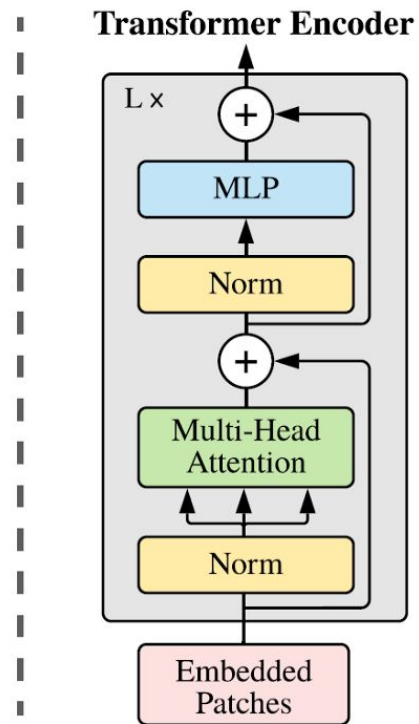 Transformer Encoder
L ×
+
MLP
Norm
+
Multi-Head
Attention
Norm
Embedded
Patches